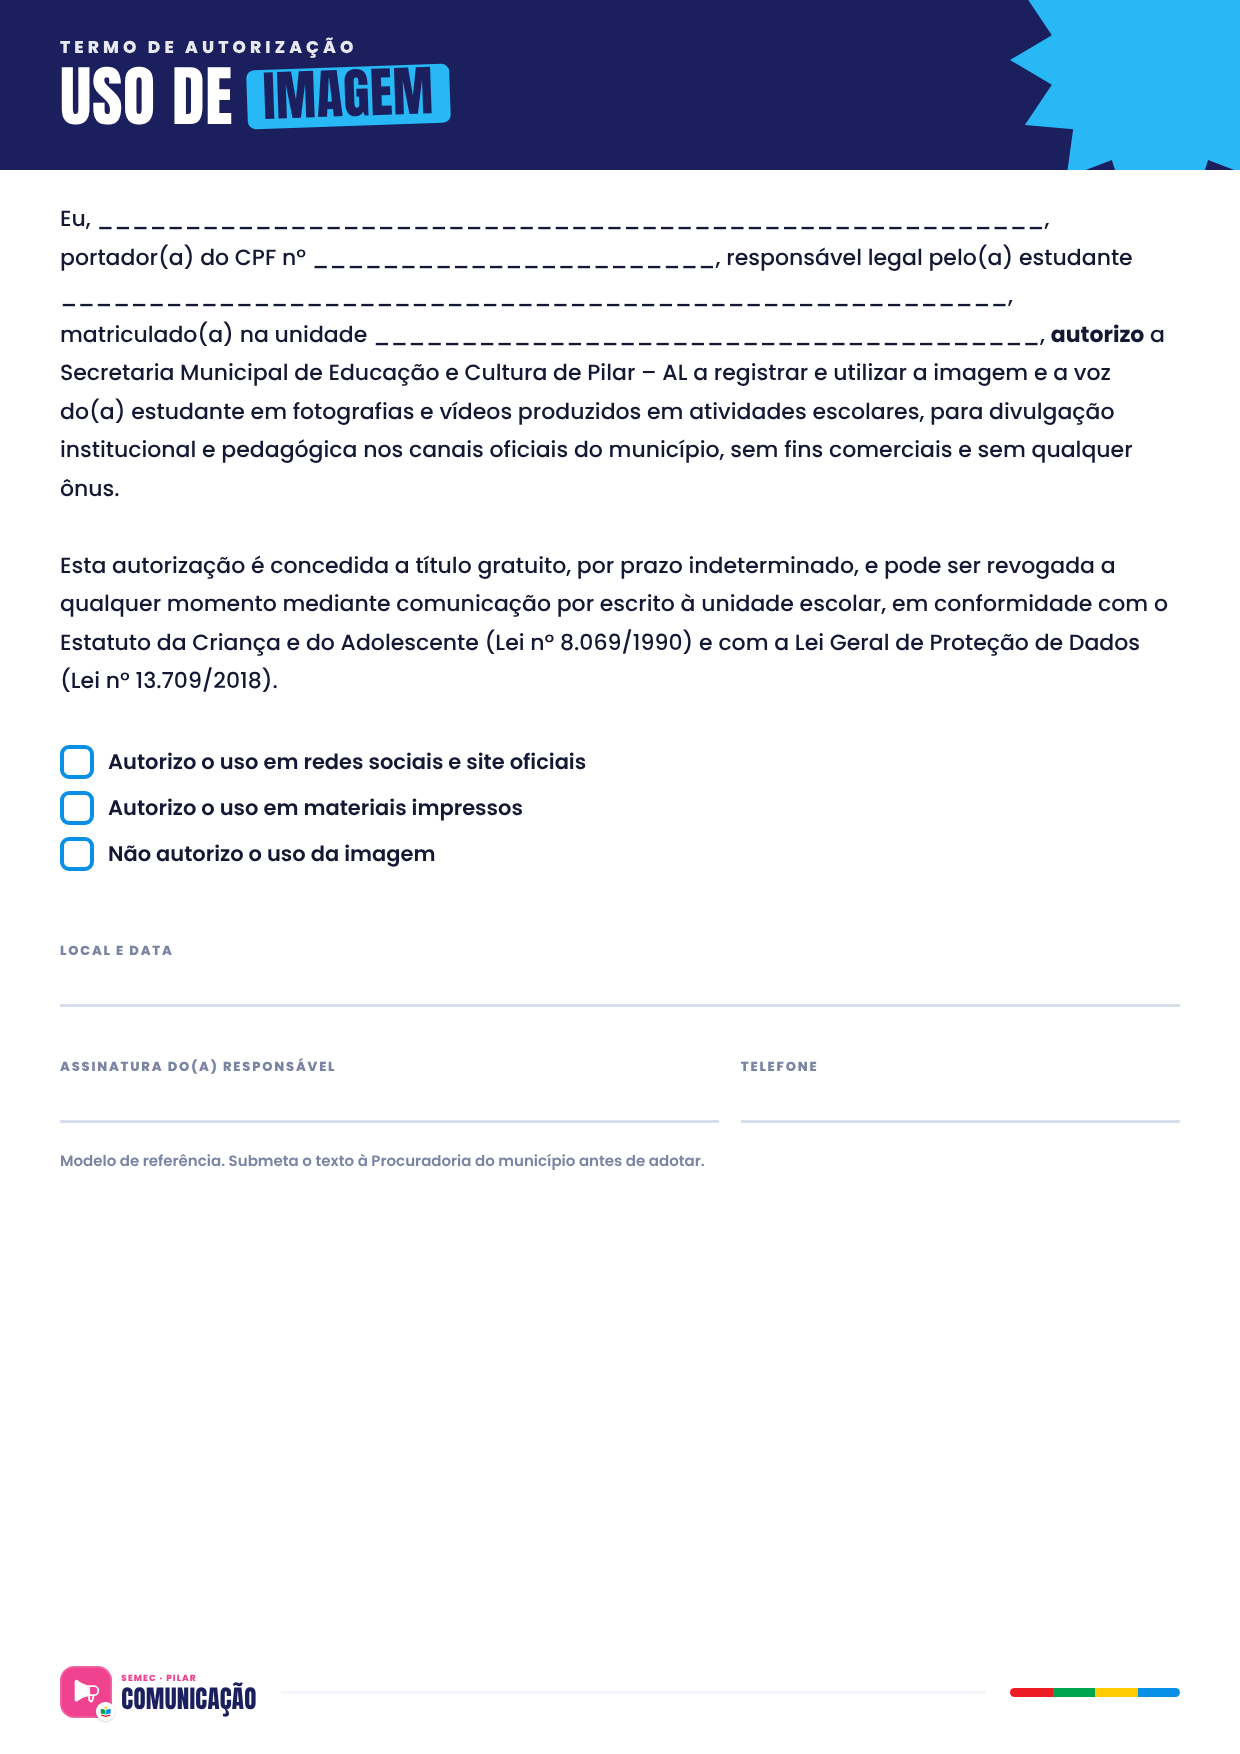 TERMO DE AUTORIZAÇÃO
USO DE IMAGEM
Eu, ______________________________________________________,
portador(a) do CPF nº _______________________, responsável legal pelo(a) estudante
______________________________________________________,
matriculado(a) na unidade ______________________________________, autorizo a
Secretaria Municipal de Educação e Cultura de Pilar – AL a registrar e utilizar a imagem e a voz
do(a) estudante em fotografias e vídeos produzidos em atividades escolares, para divulgação
institucional e pedagógica nos canais oficiais do município, sem fins comerciais e sem qualquer
ônus.
Esta autorização é concedida a título gratuito, por prazo indeterminado, e pode ser revogada a
qualquer momento mediante comunicação por escrito à unidade escolar, em conformidade com o
Estatuto da Criança e do Adolescente (Lei nº 8.069/1990) e com a Lei Geral de Proteção de Dados
(Lei nº 13.709/2018).
Autorizo o uso em redes sociais e site oficiais
Autorizo o uso em materiais impressos
Não autorizo o uso da imagem
LOCAL E DATA
ASSINATURA DO(A) RESPONSÁVEL
TELEFONE
Modelo de referência. Submeta o texto à Procuradoria do município antes de adotar.
SEMEC · PILAR
COMUNICAÇÃO